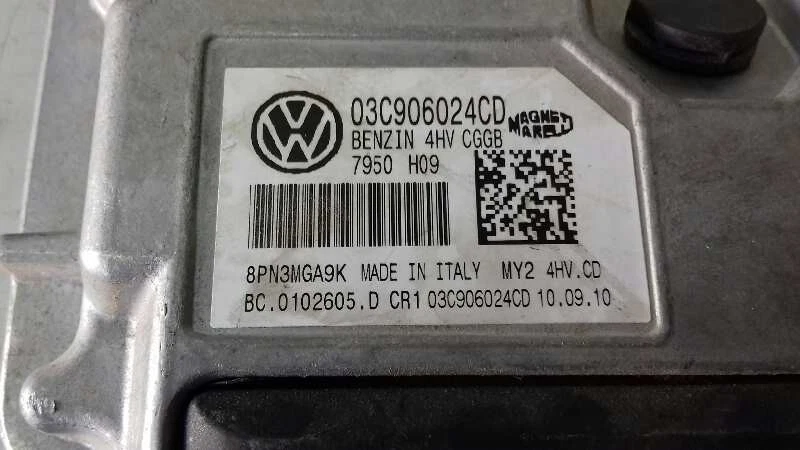 03C906024CD
BENZIN 4HV CGGB
MAGNETI
MARELLI
7950 H09
8PN3MGA9K MADE IN ITALY MY2 4HV.CD
BC.0102605.D CR1 03C906024CD 10.09.10